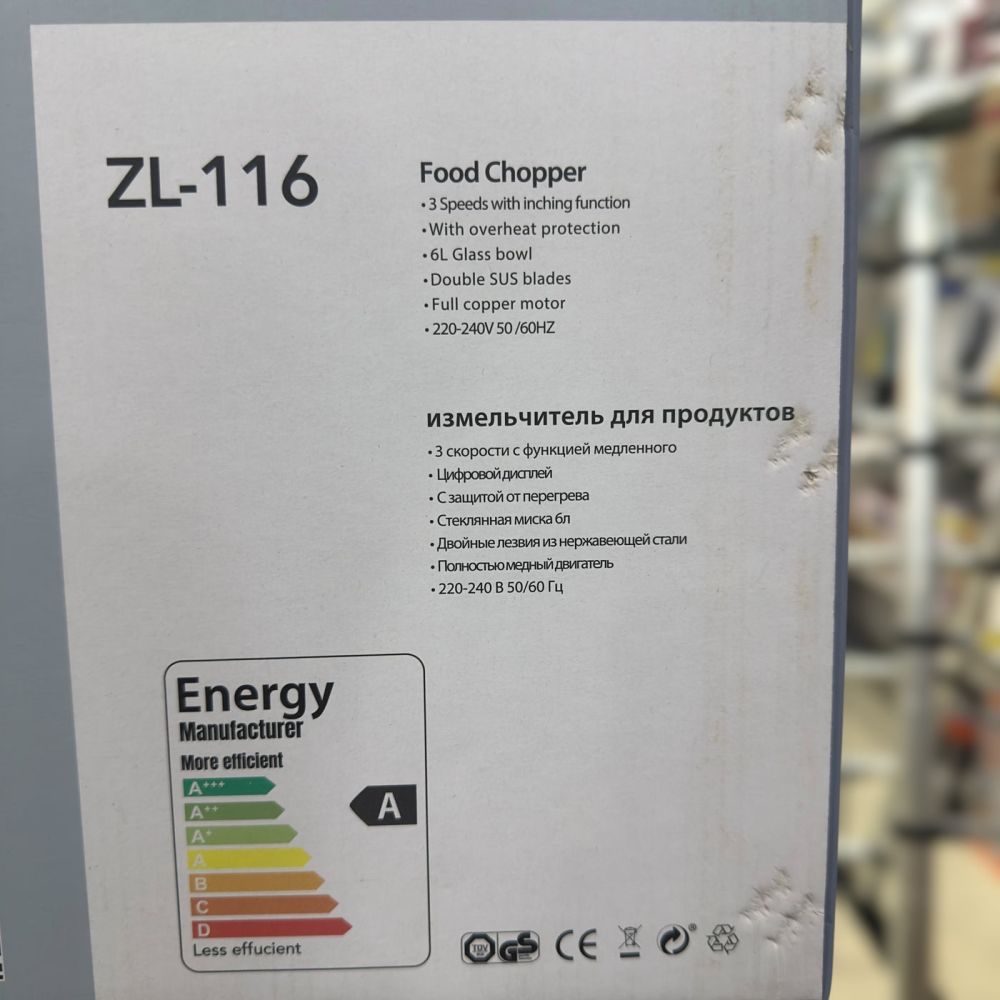 ZL-116
Food Chopper
• 3 Speeds with inching function
• With overheat protection
• 6L Glass bowl
• Double SUS blades
• Full copper motor
• 220-240V 50 /60HZ
измельчитель для продуктов
• 3 скорости с функцией медленного
• Цифровой дисплей
• С защитой от перегрева
• Стеклянная миска 6л
• Двойные лезвия из нержавеющей стали
• Полностью медный двигатель
• 220-240 В 50/60 Гц
Energy
Manufacturer
More efficient
A+++
A++
A+
A
B
C
D
A
Less effucient
TÜV GS CE